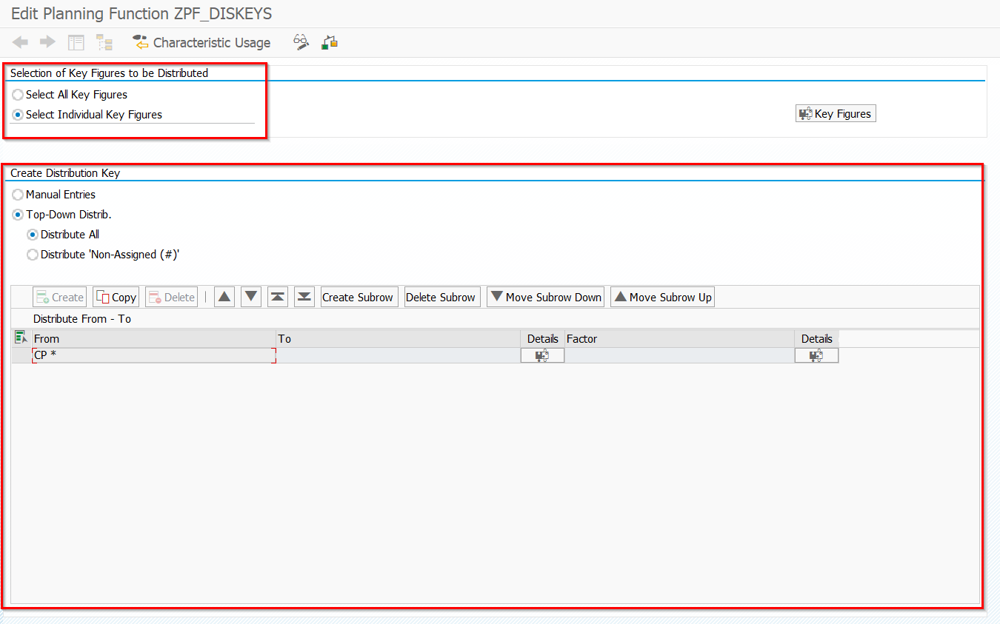 Edit Planning Function ZPF_DISKEYS
Characteristic Usage
Selection of Key Figures to be Distributed
Select All Key Figures
Select Individual Key Figures
Key Figures
Create Distribution Key
Manual Entries
Top-Down Distrib.
Distribute All
Distribute 'Non-Assigned (#)'
Create Copy Delete Create Subrow Delete Subrow Move Subrow Down Move Subrow Up
Distribute From - To
From To Details Factor Details
CP *